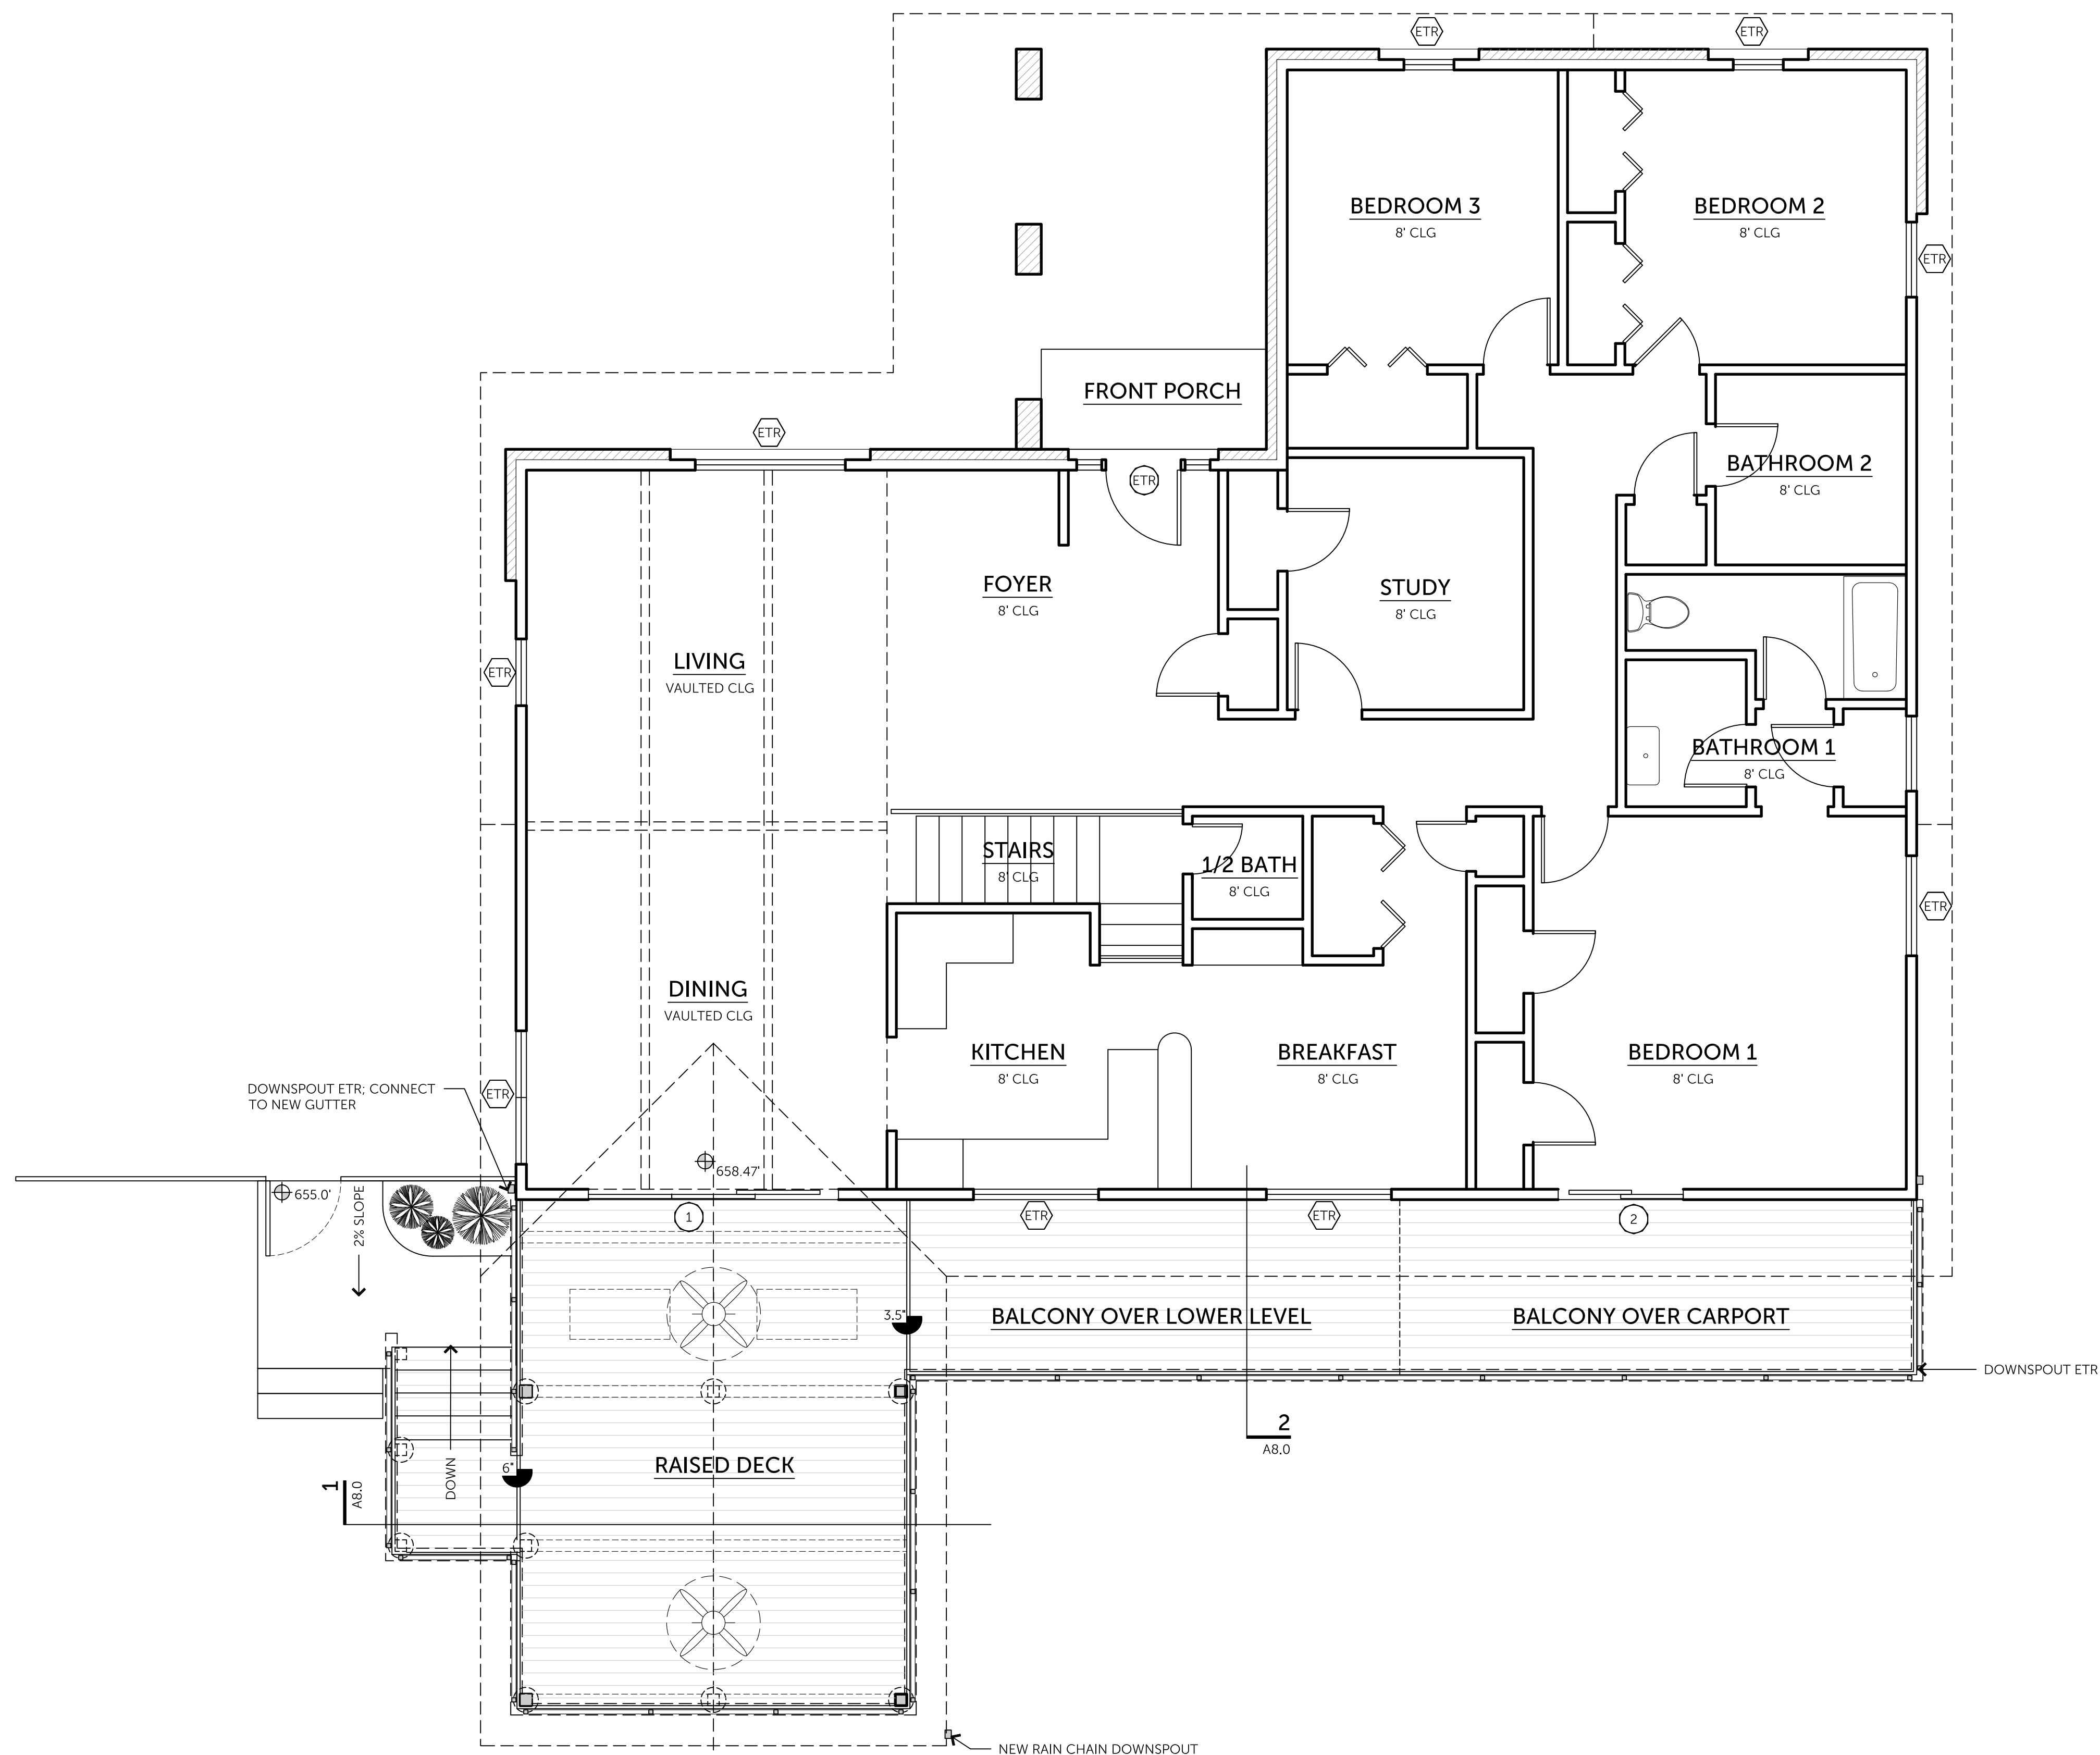 ETR
ETR
BEDROOM 3
8' CLG
BEDROOM 2
8' CLG
ETR
FRONT PORCH
ETR
BATHROOM 2
8' CLG
ETR
FOYER
8' CLG
STUDY
8' CLG
LIVING
VAULTED CLG
ETR
BATHROOM 1
8' CLG
STAIRS
8' CLG
1/2 BATH
8' CLG
ETR
DINING
VAULTED CLG
KITCHEN
8' CLG
BREAKFAST
8' CLG
BEDROOM 1
8' CLG
DOWNSPOUT ETR; CONNECT
TO NEW GUTTER
ETR
658.47'
655.0'
2% SLOPE
1
ETR
ETR
2
3.5"
BALCONY OVER LOWER LEVEL
BALCONY OVER CARPORT
DOWNSPOUT ETR
2
A8.0
RAISED DECK
6"
DOWN
1
A8.0
NEW RAIN CHAIN DOWNSPOUT